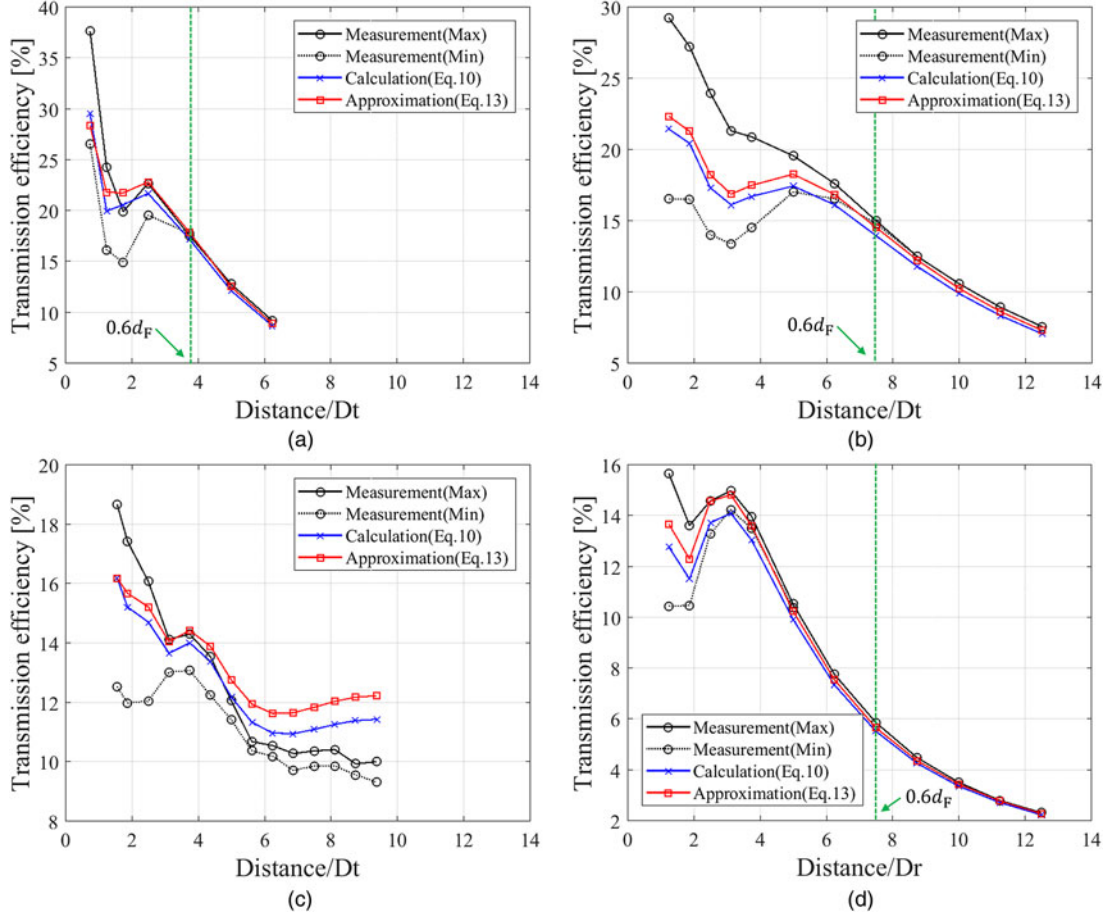 Transmission efficiency [%]
40
35
30
25
20
15
10
5
0
2
4
6
8
10
12
14
Measurement(Max)
Measurement(Min)
Calculation(Eq.10)
Approximation(Eq.13)
0.6d_F
Distance/Dt
(a)
Transmission efficiency [%]
30
25
20
15
10
5
0
2
4
6
8
10
12
14
Measurement(Max)
Measurement(Min)
Calculation(Eq.10)
Approximation(Eq.13)
0.6d_F
Distance/Dt
(b)
Transmission efficiency [%]
20
18
16
14
12
10
8
0
2
4
6
8
10
12
14
Measurement(Max)
Measurement(Min)
Calculation(Eq.10)
Approximation(Eq.13)
Distance/Dt
(c)
Transmission efficiency [%]
16
14
12
10
8
6
4
2
0
2
4
6
8
10
12
14
Measurement(Max)
Measurement(Min)
Calculation(Eq.10)
Approximation(Eq.13)
0.6d_F
Distance/Dr
(d)